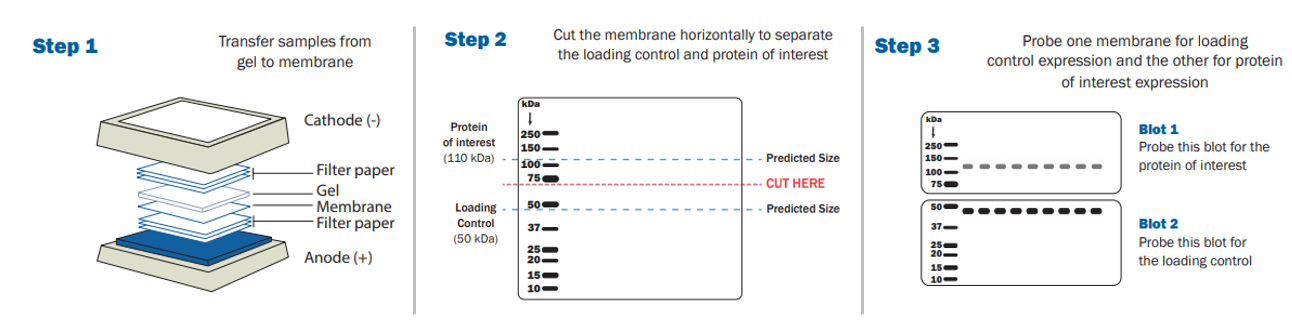 Step 1
Transfer samples from
gel to membrane
Cathode (-)
Filter paper
Gel
Membrane
Filter paper
Anode (+)
Step 2
Cut the membrane horizontally to separate
the loading control and protein of interest
kDa
250
150
100
75
50
37
25
20
15
10
Protein
of interest
(110 kDa)
Predicted Size
CUT HERE
Loading
Control
(50 kDa)
Predicted Size
Step 3
Probe one membrane for loading
control expression and the other for protein
of interest expression
kDa
250
150
100
75
Blot 1
Probe this blot for the
protein of interest
50
37
25
20
15
10
Blot 2
Probe this blot for
the loading control